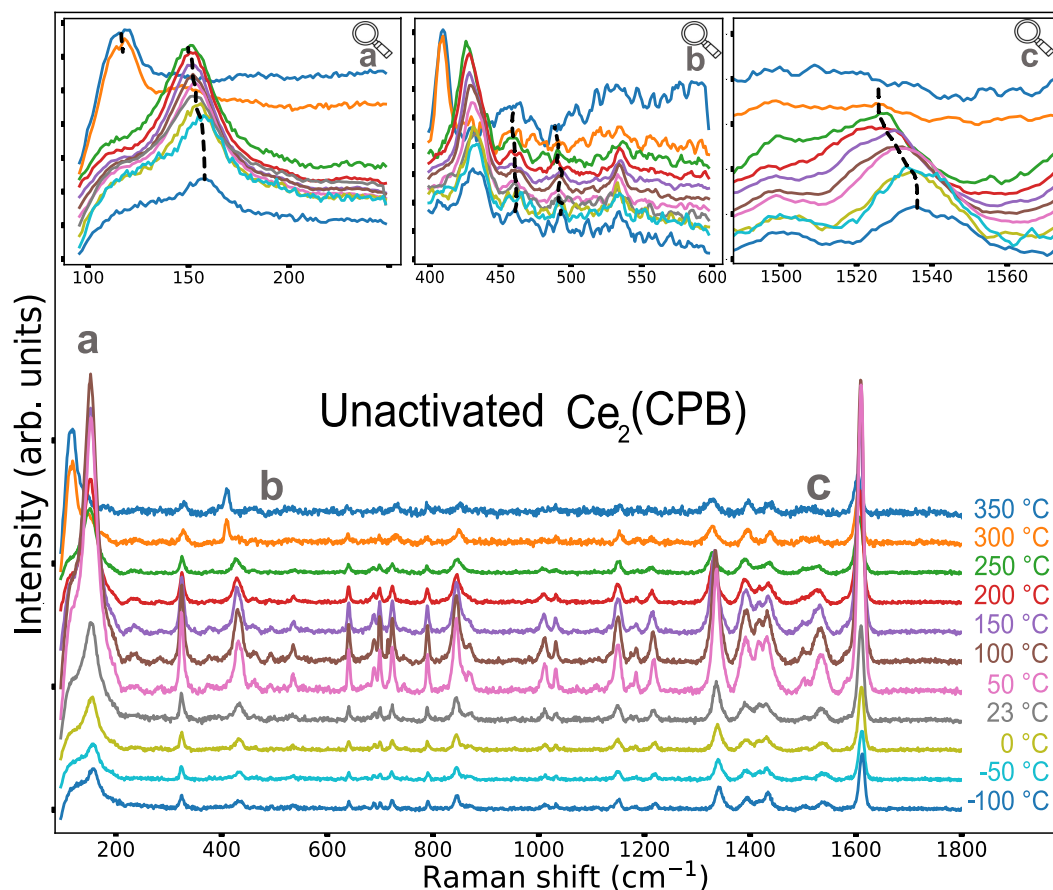 a
b
c
100 150 200
400 450 500 550 600
1500 1520 1540 1560
Intensity (arb. units)
a
Unactivated Ce₂(CPB)
b
c
350 °C
300 °C
250 °C
200 °C
150 °C
100 °C
50 °C
23 °C
0 °C
-50 °C
-100 °C
200 400 600 800 1000 1200 1400 1600 1800
Raman shift (cm⁻¹)